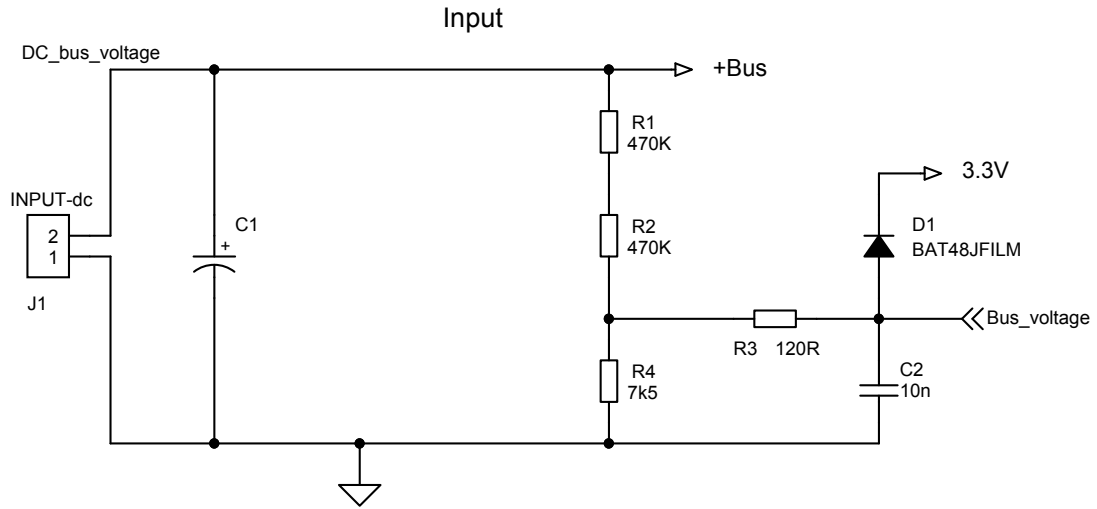 Input
DC_bus_voltage
+Bus
R1
470K
3.3V
INPUT-dc
2
1
J1
C1
+
R2
470K
D1
BAT48JFILM
Bus_voltage
R3 120R
R4
7k5
C2
10n